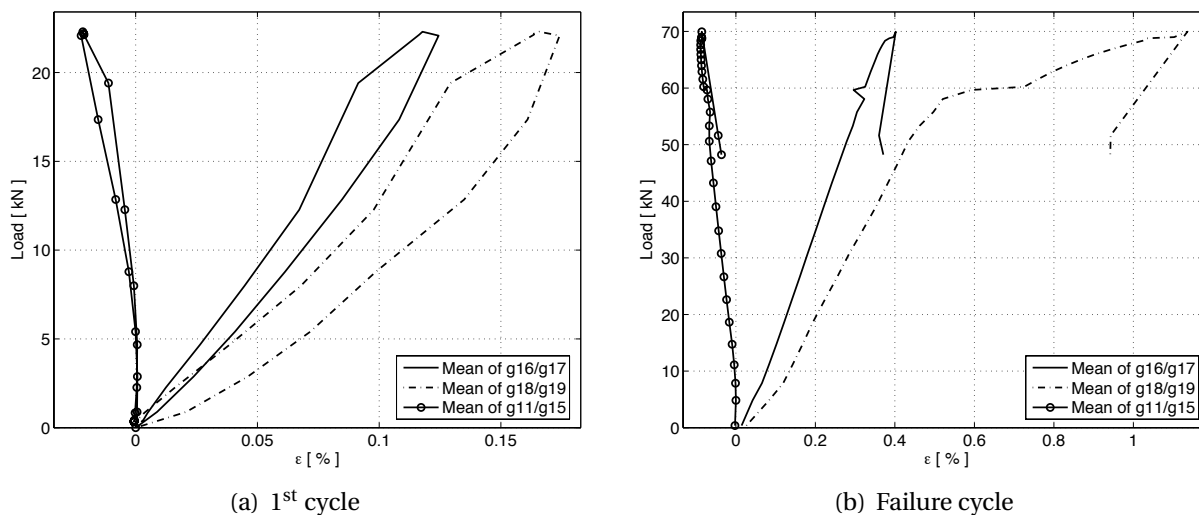 20
15
10
5
0
Load [ kN ]
0
0.05
0.1
0.15
ε [ % ]
Mean of g16/g17
Mean of g18/g19
Mean of g11/g15
(a) 1st cycle
70
60
50
40
30
20
10
0
Load [ kN ]
0
0.2
0.4
0.6
0.8
1
ε [ % ]
Mean of g16/g17
Mean of g18/g19
Mean of g11/g15
(b) Failure cycle